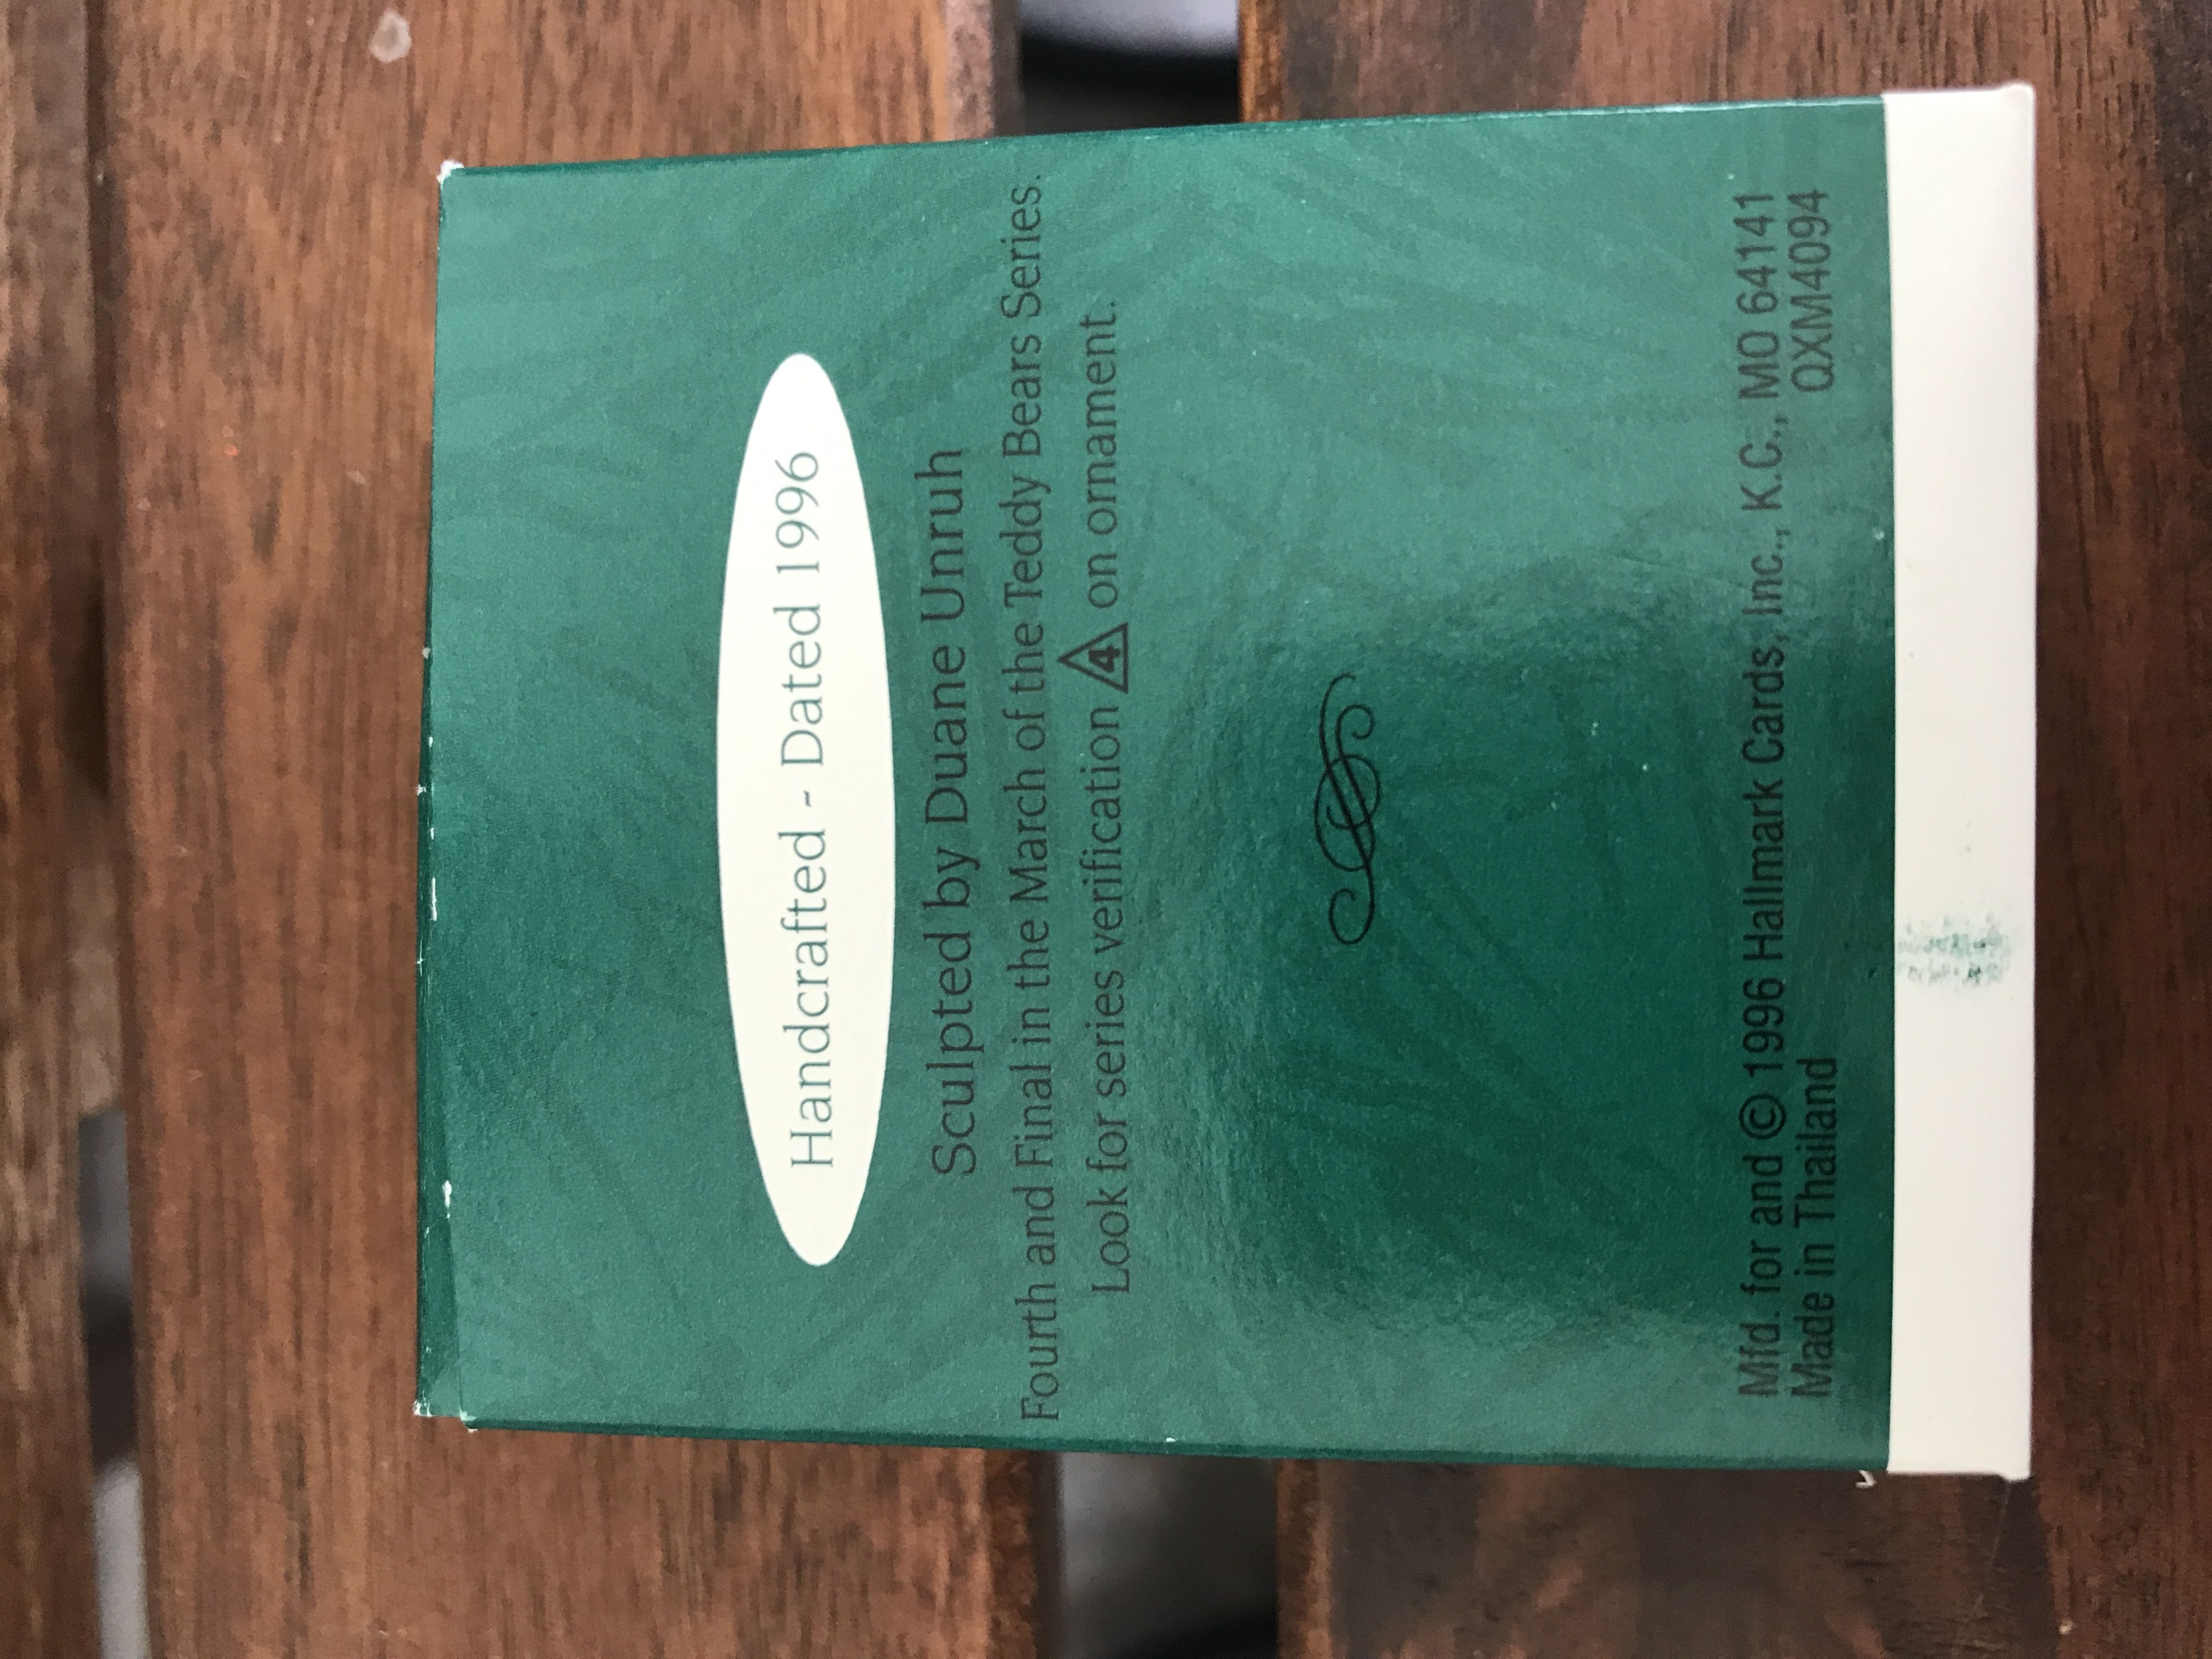 Handcrafted - Dated 1996
Sculpted by Duane Unruh
Fourth and Final in the March of the Teddy Bears Series.
Look for series verification 4 on ornament.
Mfd. for and © 1996 Hallmark Cards, Inc., K.C., MO 64141
Made in Thailand QXM4094